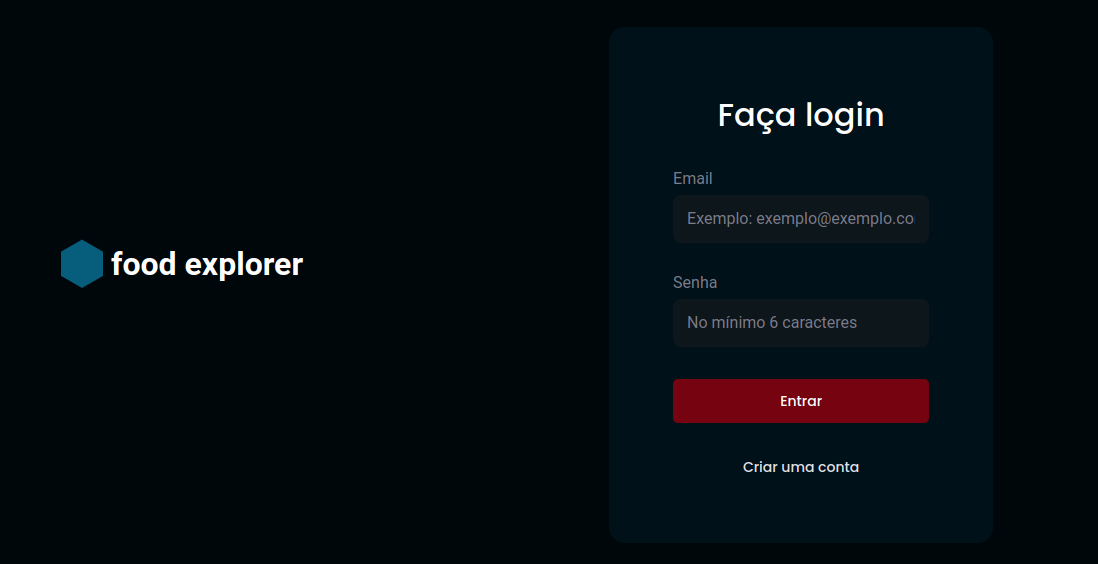 food explorer
Faça login
Email
Exemplo: exemplo@exemplo.co
Senha
No mínimo 6 caracteres
Entrar
Criar uma conta